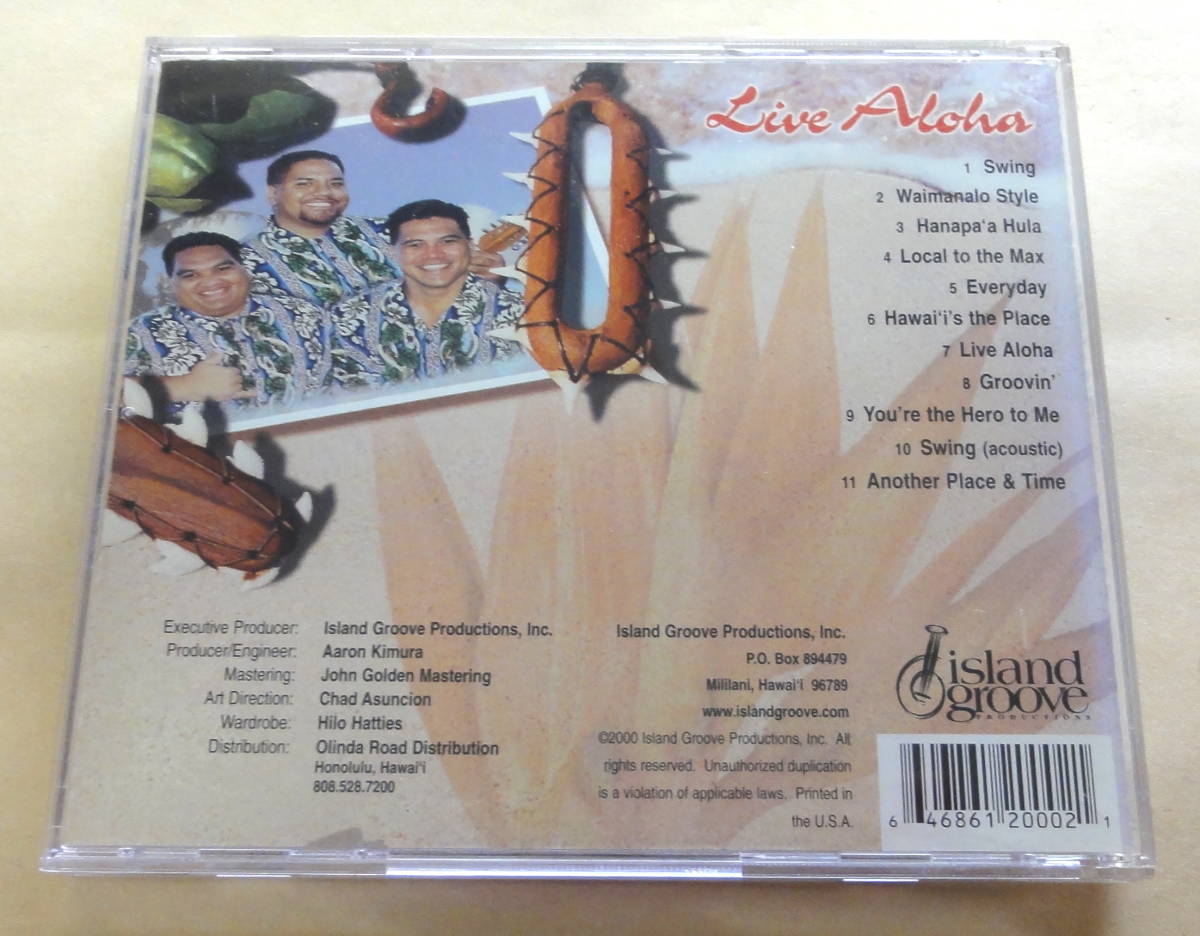 Live Aloha
1 Swing
2 Waimanalo Style
3 Hanapa‘a Hula
4 Local to the Max
5 Everyday
6 Hawai‘i's the Place
7 Live Aloha
8 Groovin'
9 You're the Hero to Me
10 Swing (acoustic)
11 Another Place & Time
Executive Producer: Island Groove Productions, Inc.
Producer/Engineer: Aaron Kimura
Mastering: John Golden Mastering
Art Direction: Chad Asuncion
Wardrobe: Hilo Hatties
Distribution: Olinda Road Distribution
Honolulu, Hawai‘i
808.528.7200
Island Groove Productions, Inc.
P.O. Box 894479
Mililani, Hawai‘i 96789
www.islandgroove.com
©2000 Island Groove Productions, Inc. All
rights reserved. Unauthorized duplication
is a violation of applicable laws. Printed in
the U.S.A.
island
groove
PRODUCTIONS
6 46861 20002 1